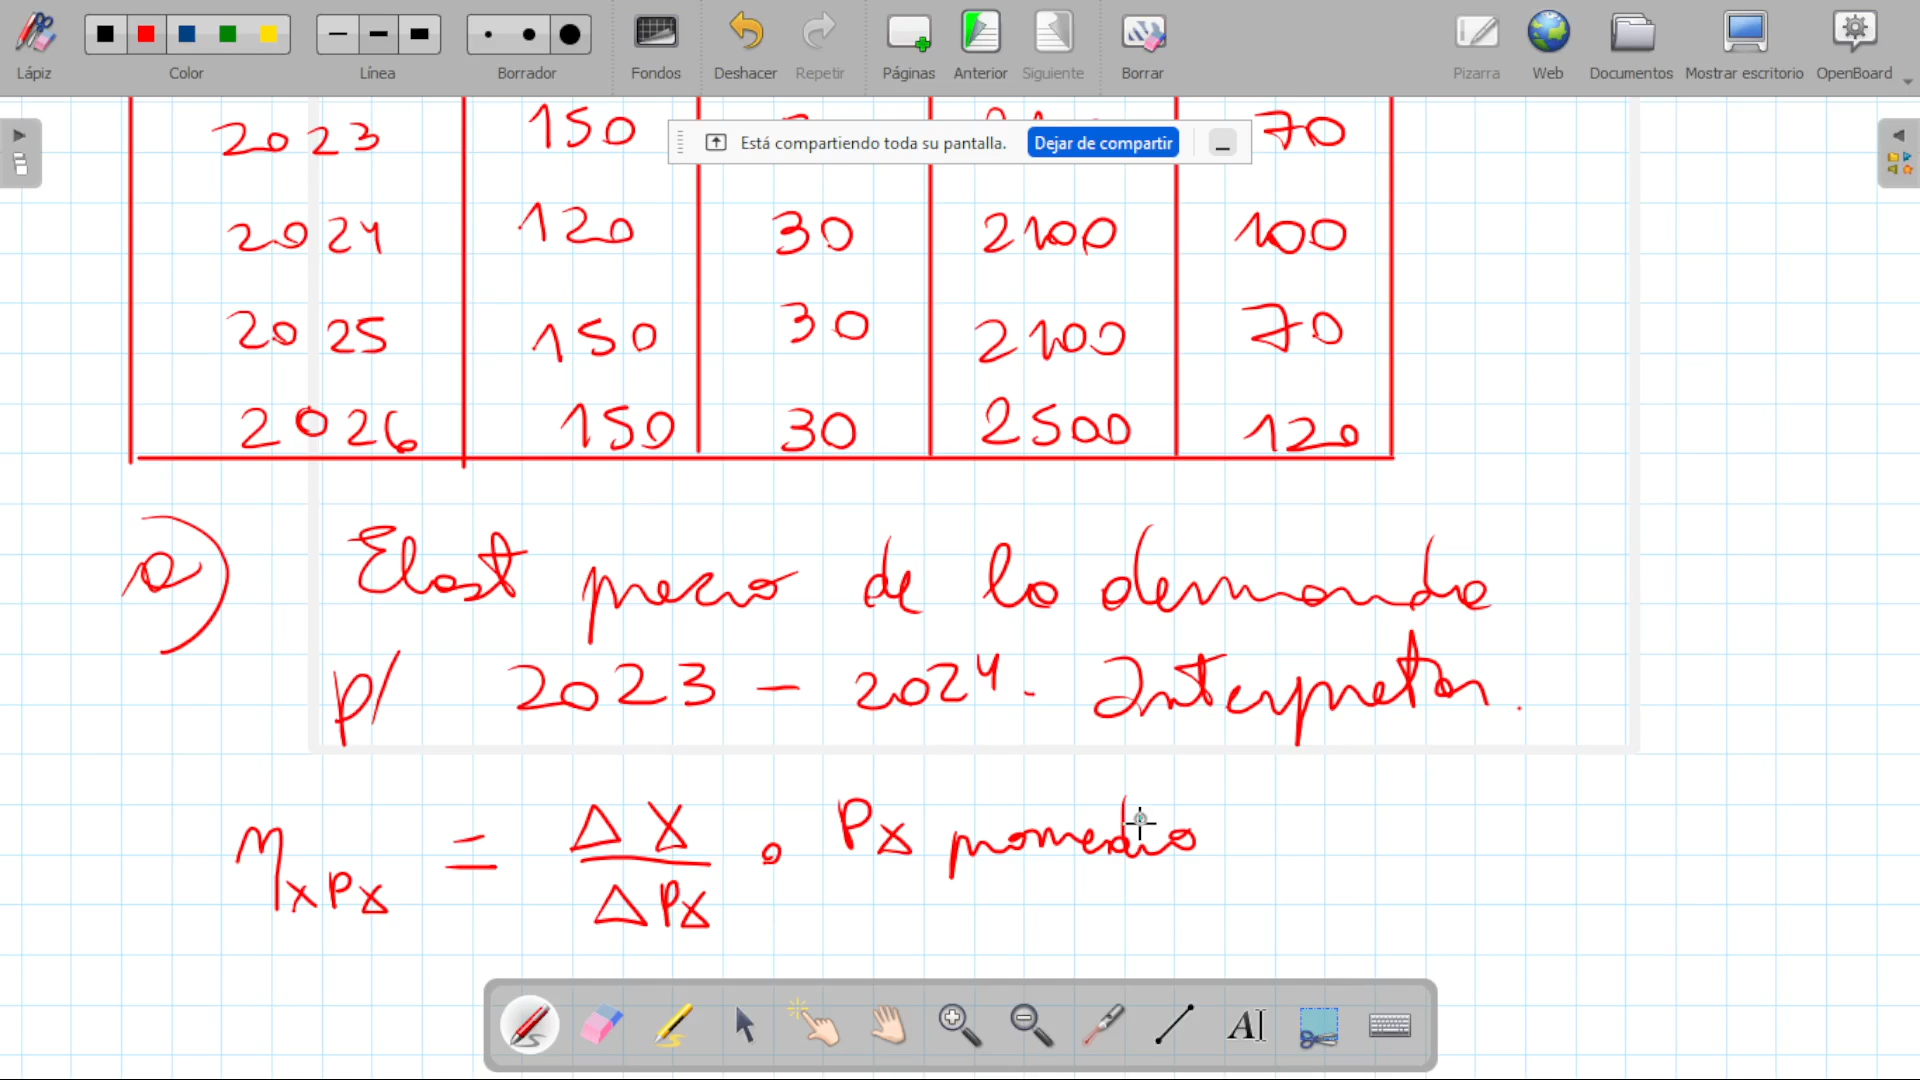 Lápiz Color Línea Borrador Fondos Deshacer Repetir Páginas Anterior Siguiente Borrar Pizarra Web Documentos Mostrar escritorio OpenBoard
Está compartiendo toda su pantalla. Dejar de compartir
2023 150 70
2024 120 30 2100 100
2025 150 30 2100 70
2026 150 30 2500 120
a) Elast precio de la demanda
p/ 2023 - 2024. Interpretar.
ηxPx = ΔX/ΔPx · Px promedio